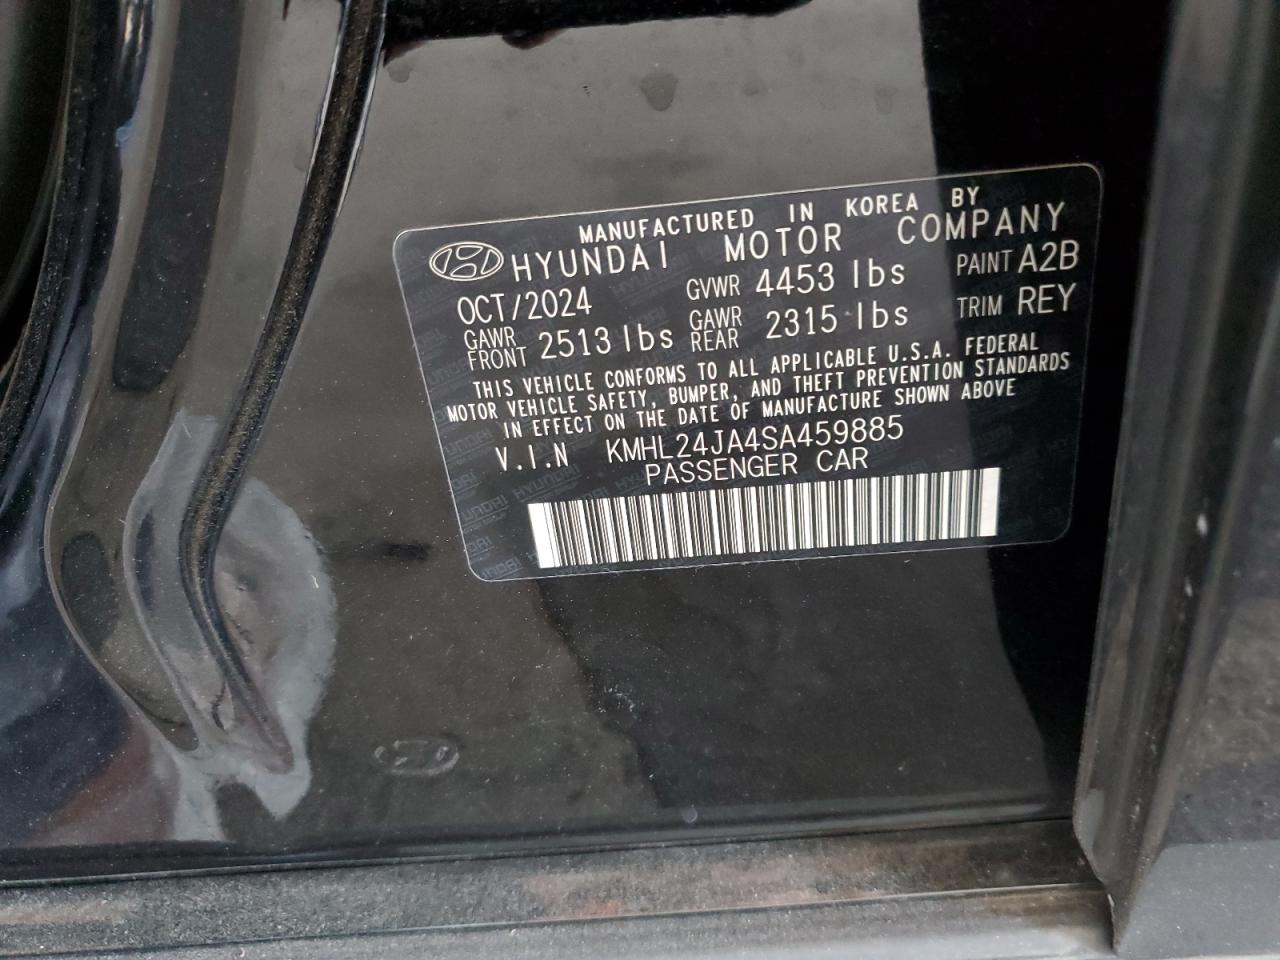 MANUFACTURED IN KOREA BY
HYUNDAI MOTOR COMPANY
OCT/2024 GVWR 4453 lbs PAINT A2B
GAWR FRONT 2513 lbs GAWR REAR 2315 lbs TRIM REY
THIS VEHICLE CONFORMS TO ALL APPLICABLE U.S.A. FEDERAL
MOTOR VEHICLE SAFETY, BUMPER, AND THEFT PREVENTION STANDARDS
IN EFFECT ON THE DATE OF MANUFACTURE SHOWN ABOVE
V.I.N KMHL24JA4SA459885
PASSENGER CAR